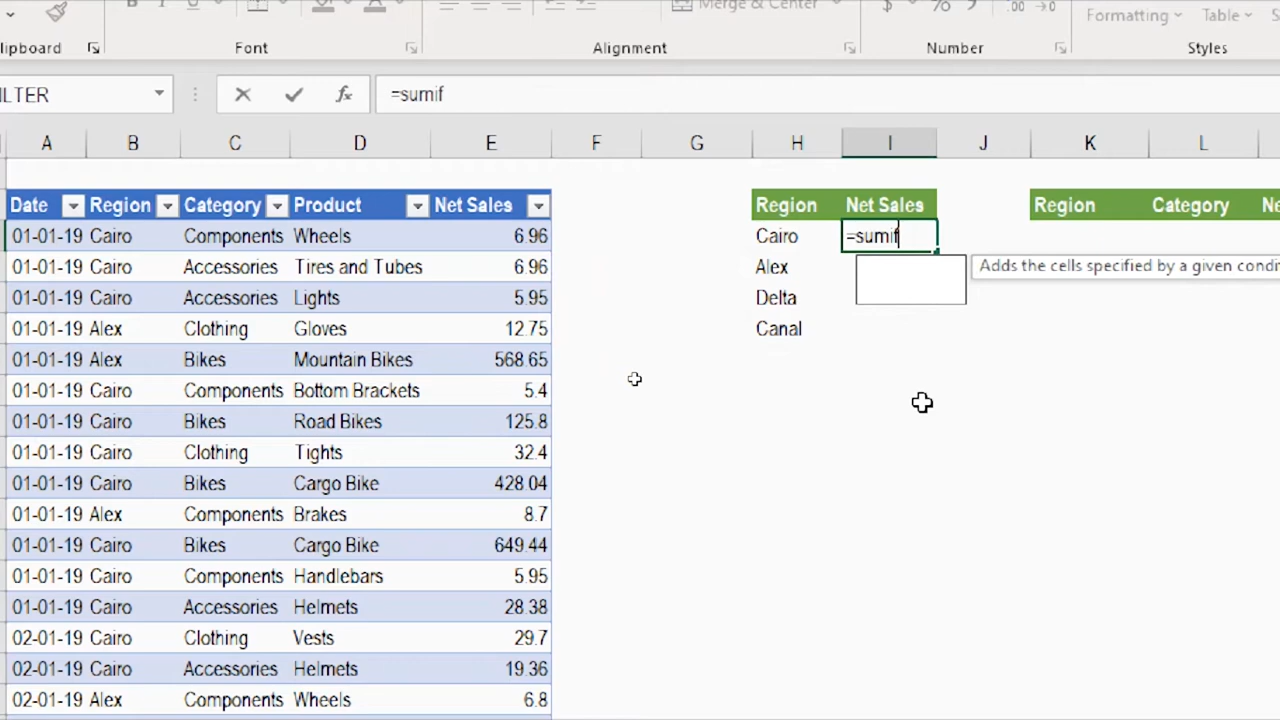 Merge & Center
$ % .00 →0
Formatting Table
lipboard Font Alignment Number Styles
ILTER =sumif
A B C D E F G H I J K L
Date Region Category Product Net Sales Region Net Sales Region Category Ne
01-01-19 Cairo Components Wheels 6.96 Cairo =sumif
01-01-19 Cairo Accessories Tires and Tubes 6.96 Alex Adds the cells specified by a given condi
01-01-19 Cairo Accessories Lights 5.95 Delta
01-01-19 Alex Clothing Gloves 12.75 Canal
01-01-19 Alex Bikes Mountain Bikes 568.65
01-01-19 Cairo Components Bottom Brackets 5.4
01-01-19 Cairo Bikes Road Bikes 125.8
01-01-19 Cairo Clothing Tights 32.4
01-01-19 Cairo Bikes Cargo Bike 428.04
01-01-19 Alex Components Brakes 8.7
01-01-19 Cairo Bikes Cargo Bike 649.44
01-01-19 Cairo Components Handlebars 5.95
01-01-19 Cairo Accessories Helmets 28.38
02-01-19 Cairo Clothing Vests 29.7
02-01-19 Cairo Accessories Helmets 19.36
02-01-19 Alex Components Wheels 6.8